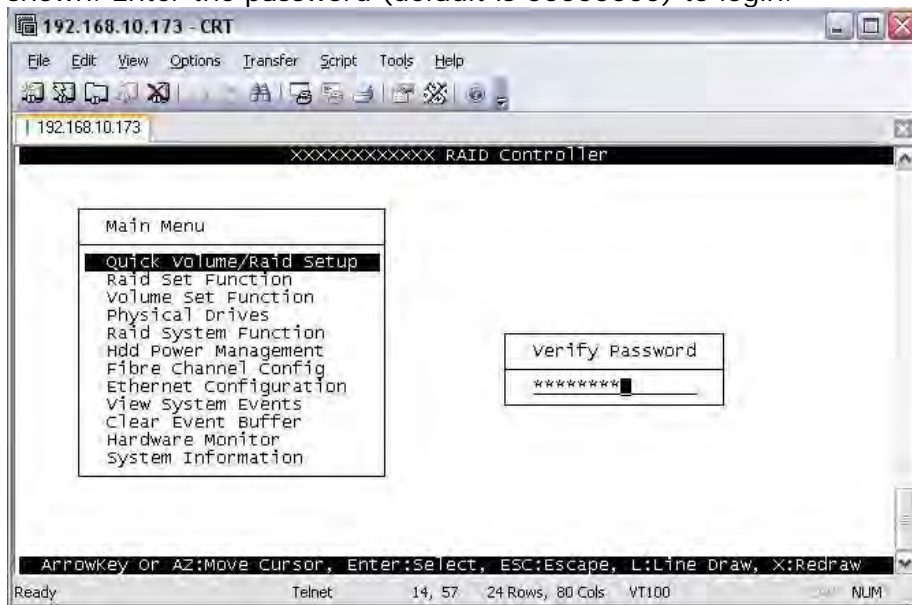 shown. Enter the password (default is 00000000) to login.
192.168.10.173 - CRT
File Edit View Options Transfer Script Tools Help
192.168.10.173
XXXXXXXXXXXX RAID Controller
Main Menu
Quick Volume/Raid Setup
Raid Set Function
Volume Set Function
Physical Drives
Raid System Function
Hdd Power Management
Fibre Channel Config
Ethernet Configuration
View System Events
Clear Event Buffer
Hardware Monitor
System Information
Verify Password
********
ArrowKey Or AZ:Move Cursor, Enter:Select, ESC:Escape, L:Line Draw, X:Redraw
Ready Telnet 14, 57 24 Rows, 80 Cols VT100 NUM